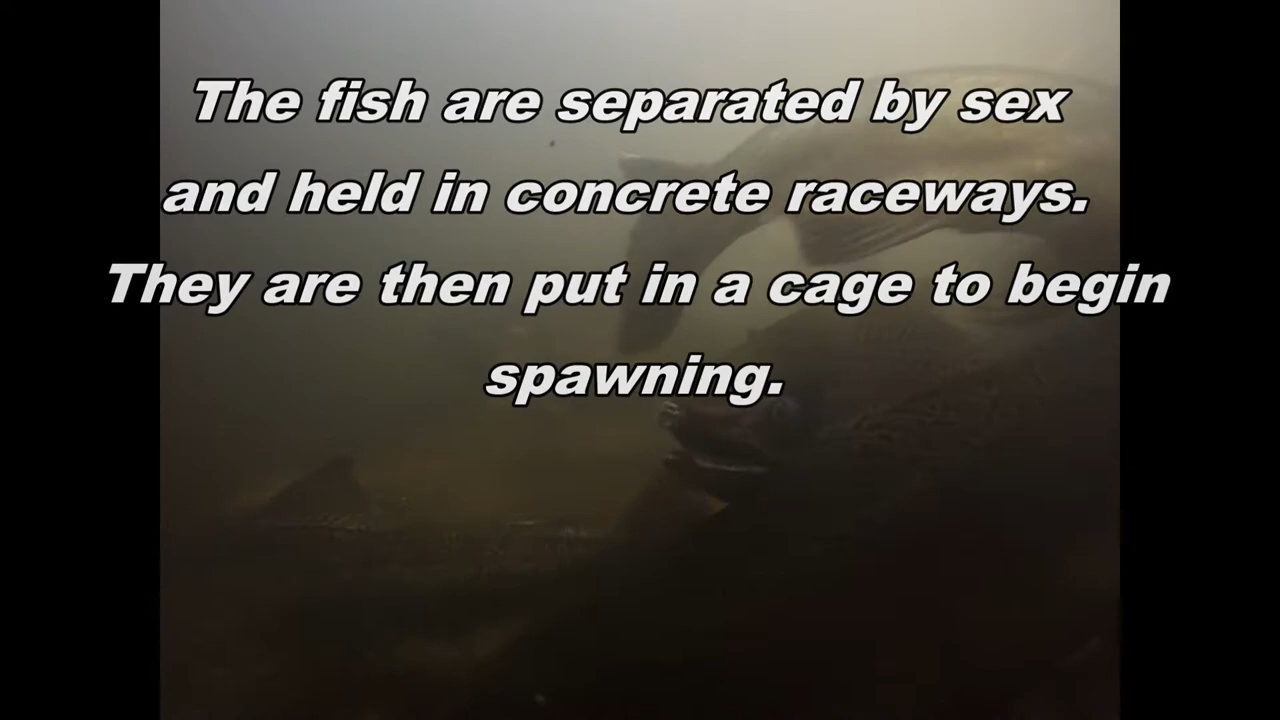 The fish are separated by sex
and held in concrete raceways.
They are then put in a cage to begin
spawning.